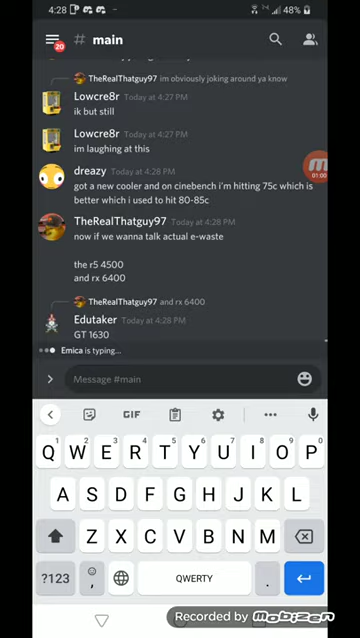 4:28
48%
20
# main
TheRealThatguy97 im obviously joking around ya know
Lowcre8r Today at 4:27 PM
ik but still
Lowcre8r Today at 4:27 PM
im laughing at this
1:00
dreazy Today at 4:28 PM
got a new cooler and on cinebench i'm hitting 75c which is
better which i used to hit 80-85c
TheRealThatguy97 Today at 4:28 PM
now if we wanna talk actual e-waste
the r5 4500
and rx 6400
TheRealThatguy97 and rx 6400
Edutaker Today at 4:28 PM
GT 1630
Emica is typing...
Message #main
GIF
1 2 3 4 5 6 7 8 9 0
Q W E R T Y U I O P
A S D F G H J K L
Z X C V B N M
?123 , QWERTY .
Recorded by mobizen